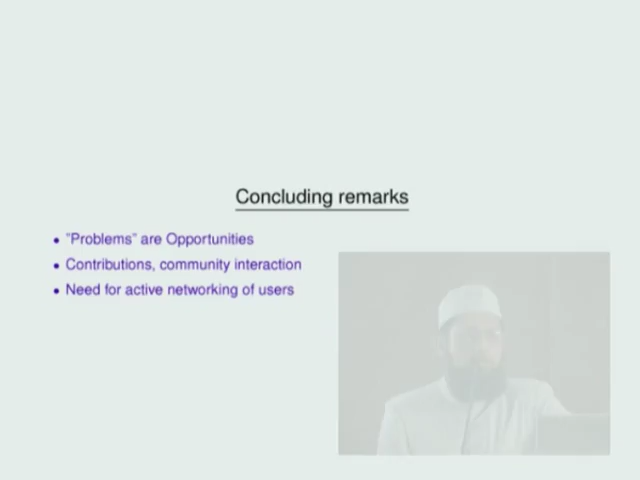 Concluding remarks
• "Problems" are Opportunities
• Contributions, community interaction
• Need for active networking of users